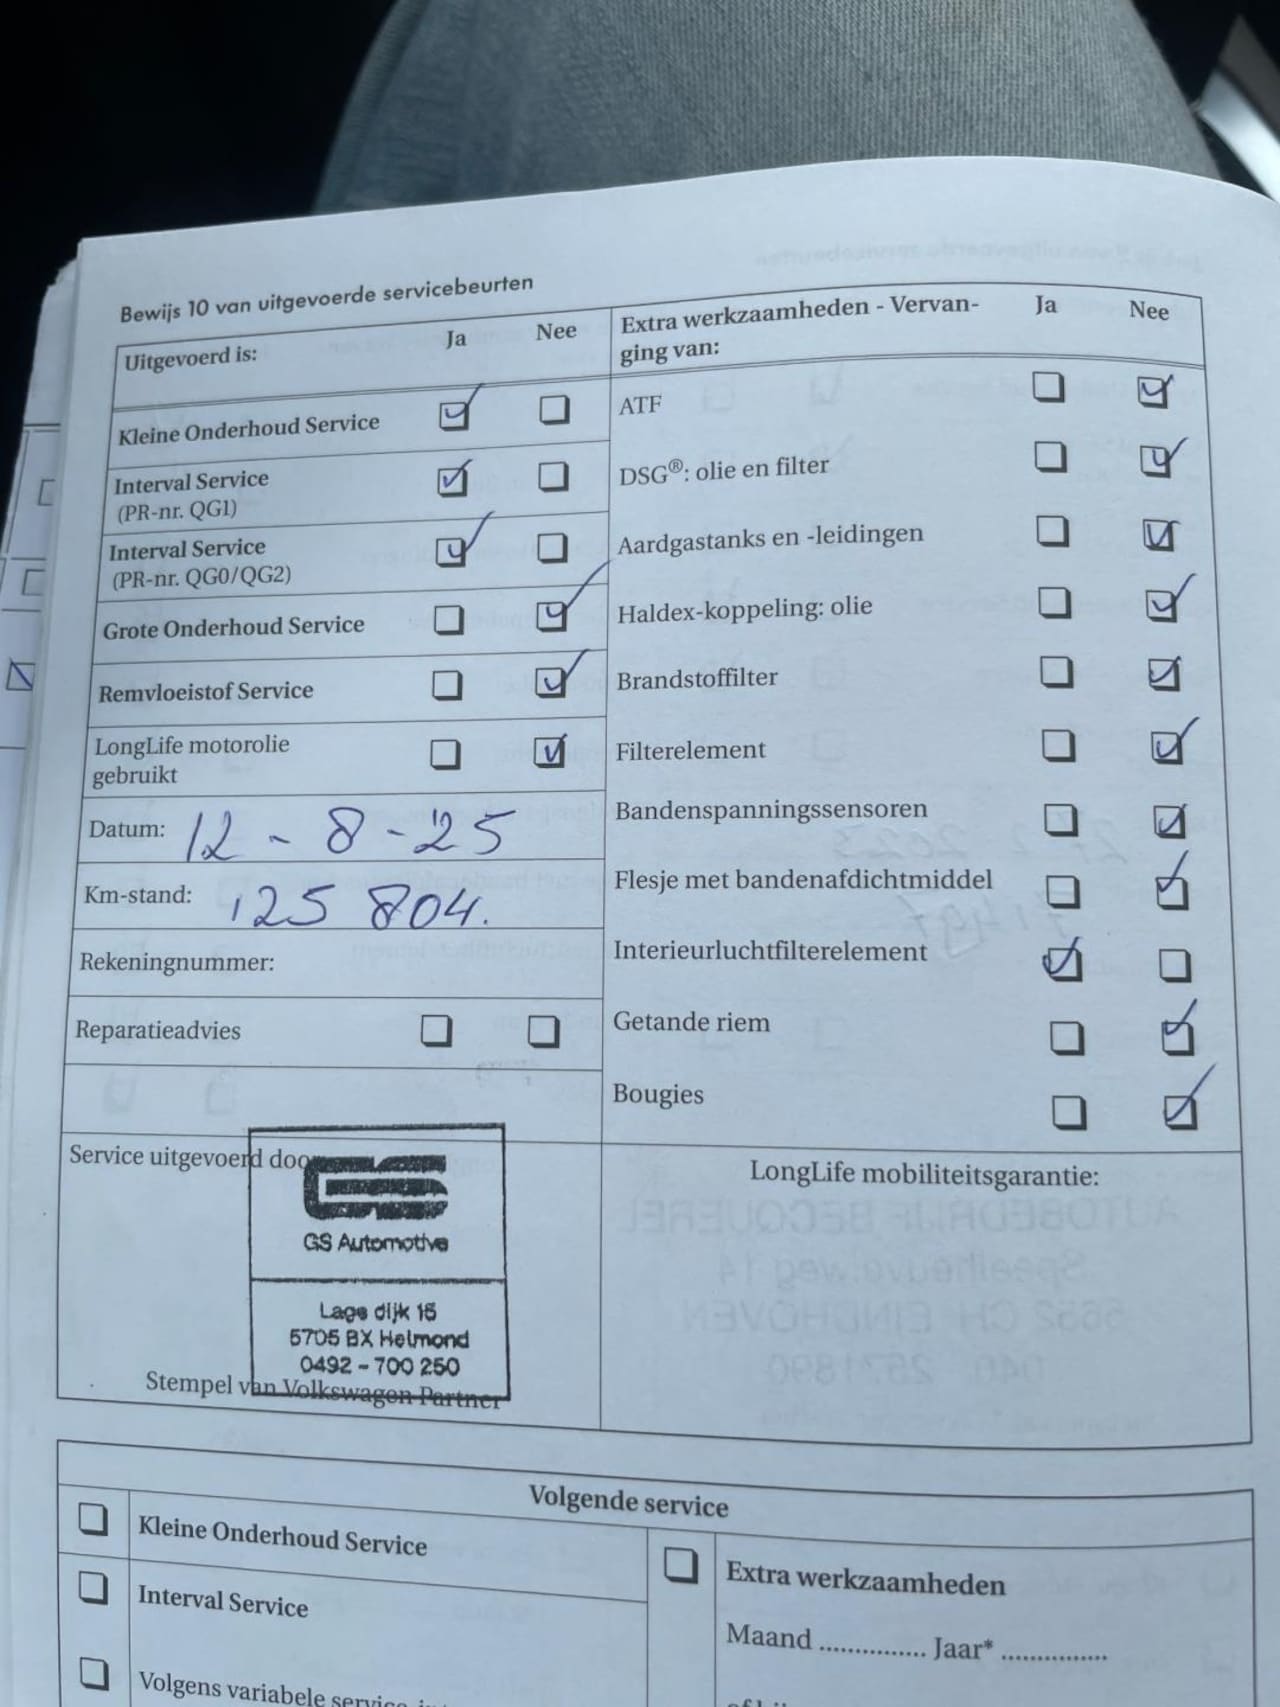 Bewijs 10 van uitgevoerde servicebeurten
Uitgevoerd is: Ja Nee
Kleine Onderhoud Service
Interval Service
(PR-nr. QG1)
Interval Service
(PR-nr. QG0/QG2)
Grote Onderhoud Service
Remvloeistof Service
LongLife motorolie
gebruikt
Datum: 12 - 8 - '25
Km-stand: 125 804.
Rekeningnummer:
Reparatieadvies
Service uitgevoerd door
GS Automotive
Lage dijk 15
5705 BX Helmond
0492 - 700 250
Stempel van Volkswagen Partner
Extra werkzaamheden - Vervan- Ja Nee
ging van:
ATF
DSG®: olie en filter
Aardgastanks en -leidingen
Haldex-koppeling: olie
Brandstoffilter
Filterelement
Bandenspanningssensoren
Flesje met bandenafdichtmiddel
Interieurluchtfilterelement
Getande riem
Bougies
LongLife mobiliteitsgarantie:
Volgende service
Kleine Onderhoud Service
Interval Service
Volgens variabele
Extra werkzaamheden
Maand ............... Jaar* ...............